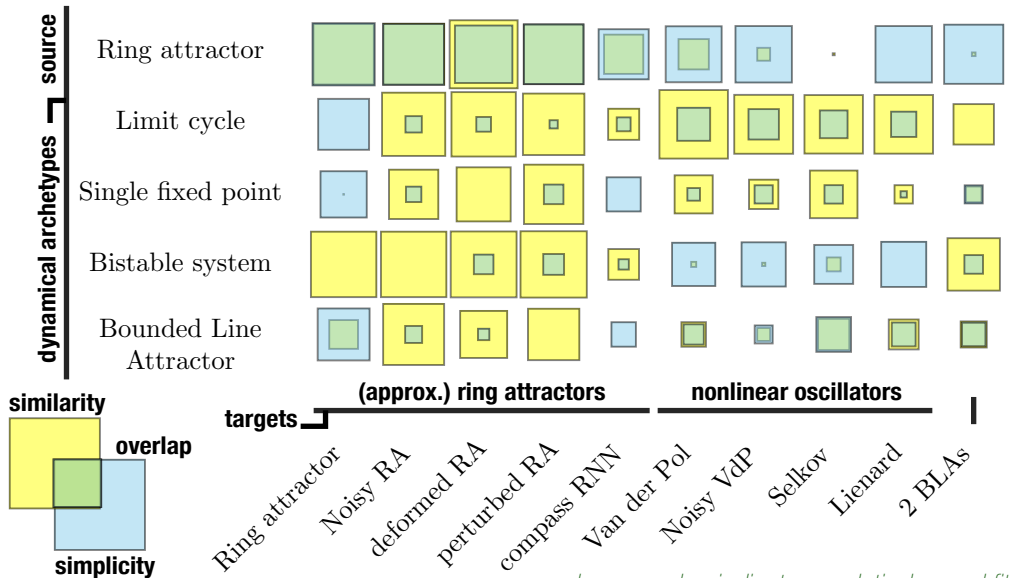 source
dynamical archetypes
Ring attractor
Limit cycle
Single fixed point
Bistable system
Bounded Line
Attractor
(approx.) ring attractors
nonlinear oscillators
targets
Ring attractor
Noisy RA
deformed RA
perturbed RA
compass RNN
Van der Pol
Noisy VdP
Selkov
Lienard
2 BLAs
similarity
overlap
simplicity